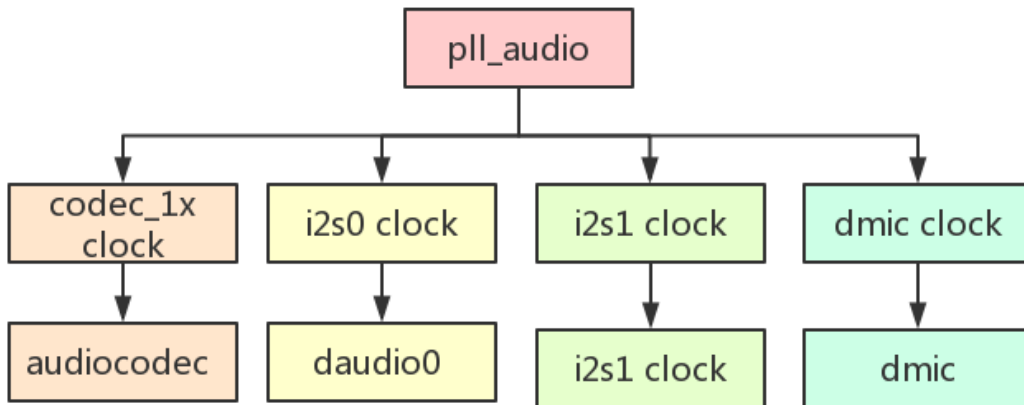 pll_audio
codec_1x
clock
i2s0 clock
i2s1 clock
dmic clock
audiocodec
daudio0
i2s1 clock
dmic